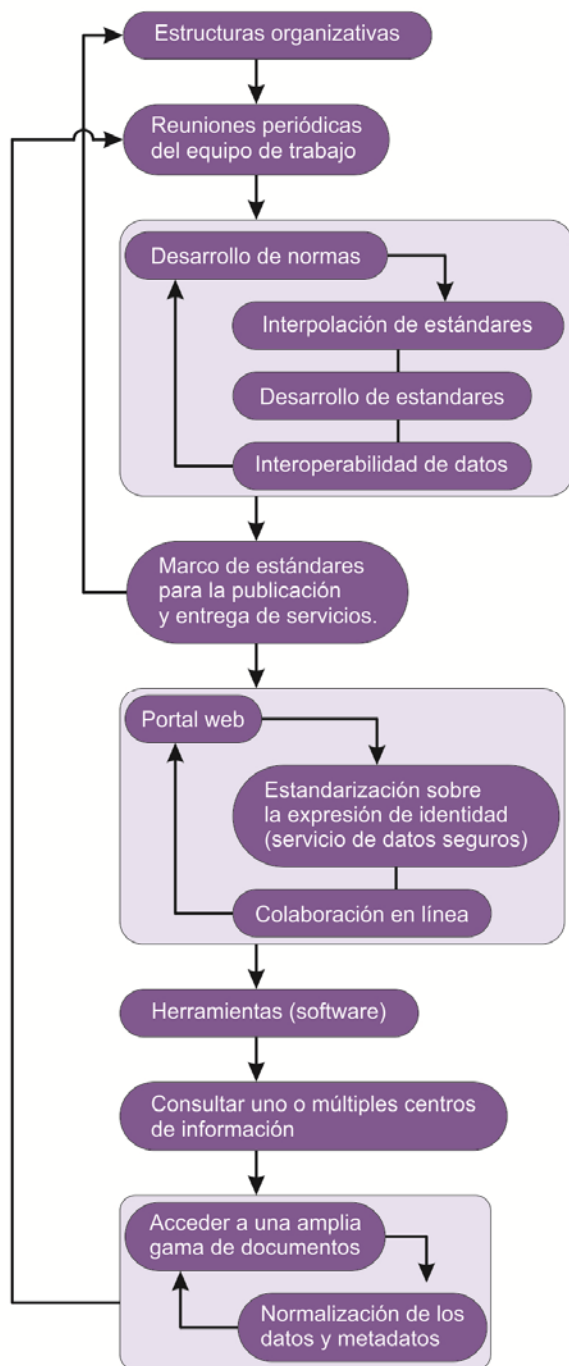 Estructuras organizativas
Reuniones periódicas
del equipo de trabajo
Desarrollo de normas
Interpolación de estándares
Desarrollo de estandares
Interoperabilidad de datos
Marco de estándares
para la publicación
y entrega de servicios.
Portal web
Estandarización sobre
la expresión de identidad
(servicio de datos seguros)
Colaboración en línea
Herramientas (software)
Consultar uno o múltiples centros
de información
Acceder a una amplia
gama de documentos
Normalización de los
datos y metadatos